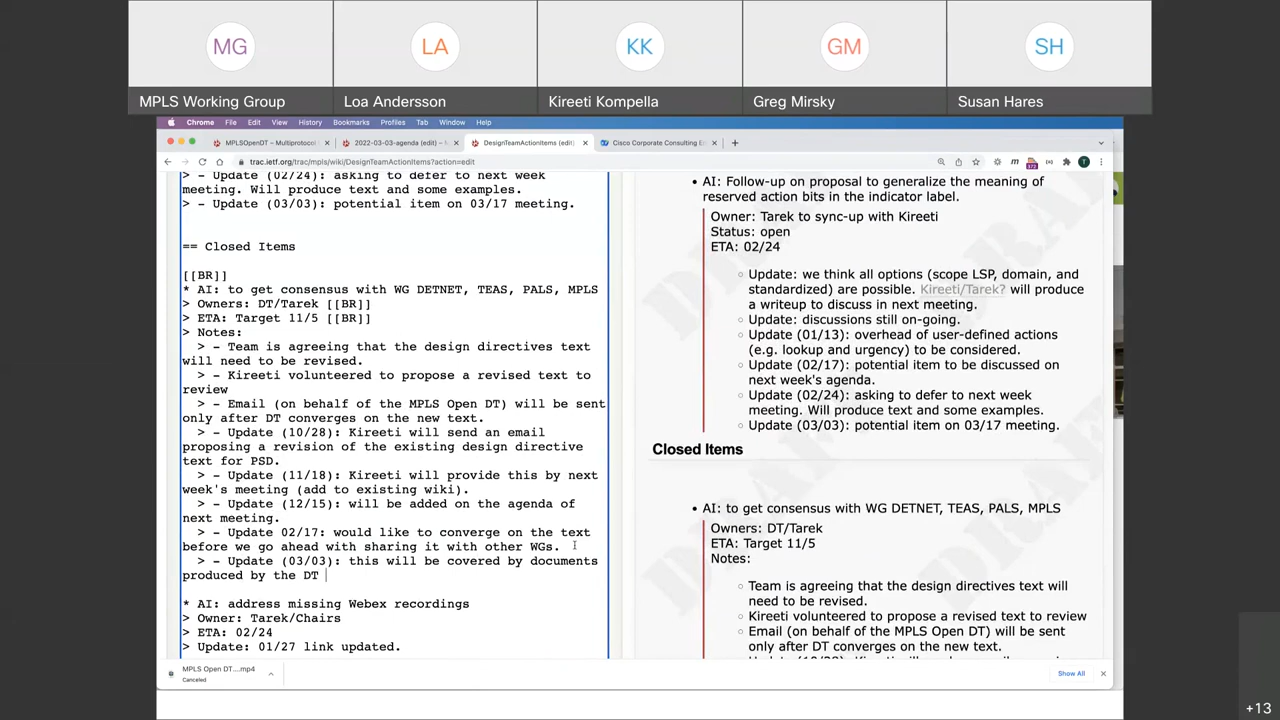 MG
LA
KK
GM
SH
MPLS Working Group
Loa Andersson
Kireeti Kompella
Greg Mirsky
Susan Hares
Chrome File Edit View History Bookmarks Profiles Tab Window Help
MPLSOpenDT – Multiprotocol
2022-03-03-agenda (edit) –
DesignTeamActionItems (edit)
Cisco Corporate Consulting E
trac.ietf.org/trac/mpls/wiki/DesignTeamActionItems?action=edit
> - Update (02/24): asking to defer to next week
meeting. Will produce text and some examples.
> - Update (03/03): potential item on 03/17 meeting.
== Closed Items
[[BR]]
* AI: to get consensus with WG DETNET, TEAS, PALS, MPLS
> Owners: DT/Tarek [[BR]]
> ETA: Target 11/5 [[BR]]
> Notes:
> - Team is agreeing that the design directives text
will need to be revised.
> - Kireeti volunteered to propose a revised text to
review
> - Email (on behalf of the MPLS Open DT) will be sent
only after DT converges on the new text.
> - Update (10/28): Kireeti will send an email
proposing a revision of the existing design directive
text for PSD.
> - Update (11/18): Kireeti will provide this by next
week's meeting (add to existing wiki).
> - Update (12/15): will be added on the agenda of
next meeting.
> - Update 02/17: would like to converge on the text
before we go ahead with sharing it with other WGs.
> - Update (03/03): this will be covered by documents
produced by the DT
* AI: address missing Webex recordings
> Owner: Tarek/Chairs
> ETA: 02/24
> Update: 01/27 link updated.
• AI: Follow-up on proposal to generalize the meaning of
reserved action bits in the indicator label.
Owner: Tarek to sync-up with Kireeti
Status: open
ETA: 02/24
Update: we think all options (scope LSP, domain, and
standardized) are possible. Kireeti/Tarek? will produce
a writeup to discuss in next meeting.
Update: discussions still on-going.
Update (01/13): overhead of user-defined actions
(e.g. lookup and urgency) to be considered.
Update (02/17): potential item to be discussed on
next week's agenda.
Update (02/24): asking to defer to next week
meeting. Will produce text and some examples.
Update (03/03): potential item on 03/17 meeting.
Closed Items
• AI: to get consensus with WG DETNET, TEAS, PALS, MPLS
Owners: DT/Tarek
ETA: Target 11/5
Notes:
Team is agreeing that the design directives text will
need to be revised.
Kireeti volunteered to propose a revised text to review
Email (on behalf of the MPLS Open DT) will be sent
only after DT converges on the new text.
DRAFT
MPLS Open DT....mp4
Canceled
Show All
+13